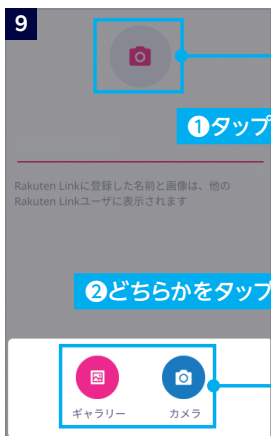 9
❶タップ
Rakuten Linkに登録した名前と画像は、他の
Rakuten Linkユーザに表示されます
❷どちらかをタップ
ギャラリー
カメラ